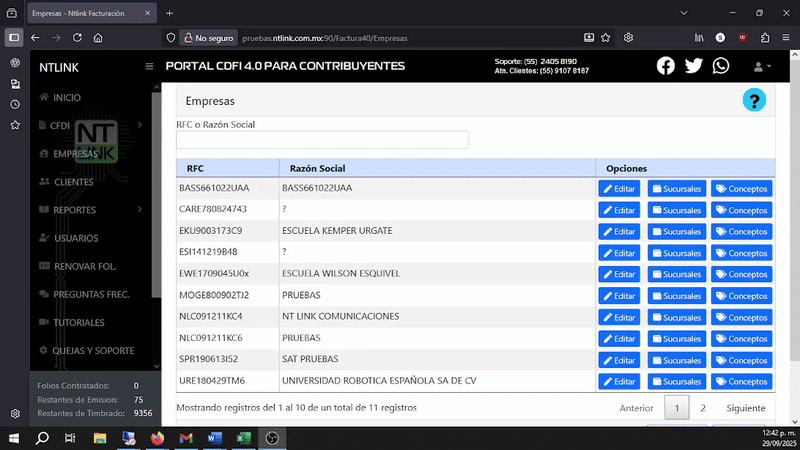 Empresas - Ntlink Facturación
No seguro
pruebas.ntlink.com.mx:90/Factura40/Empresas
NTLINK
PORTAL CDFI 4.0 PARA CONTRIBUYENTES
Soporte: (55) 2405 8190
Atn. Clientes: (55) 9107 8187
INICIO
CFDI
EMPRESAS
CLIENTES
REPORTES
USUARIOS
RENOVAR FOL.
PREGUNTAS FREC.
TUTORIALES
QUEJAS Y SOPORTE
NT
LINK
Folios Contratados: 0
Restantes de Emision: 75
Restantes de Timbrado: 9356
Empresas
?
RFC o Razón Social
RFC Razón Social Opciones
BASS661022UAA BASS661022UAA Editar Sucursales Conceptos
CARE780824743 ? Editar Sucursales Conceptos
EKU9003173C9 ESCUELA KEMPER URGATE Editar Sucursales Conceptos
ESI141219B48 ? Editar Sucursales Conceptos
EWE1709045U0x ESCUELA WILSON ESQUIVEL Editar Sucursales Conceptos
MOGE800902TJ2 PRUEBAS Editar Sucursales Conceptos
NLC091211KC4 NT LINK COMUNICACIONES Editar Sucursales Conceptos
NLC091211KC6 PRUEBAS Editar Sucursales Conceptos
SPR190613I52 SAT PRUEBAS Editar Sucursales Conceptos
URE180429TM6 UNIVERSIDAD ROBOTICA ESPAÑOLA SA DE CV Editar Sucursales Conceptos
Mostrando registros del 1 al 10 de un total de 11 registros
Anterior 1 2 Siguiente
12:42 p. m.
29/09/2025